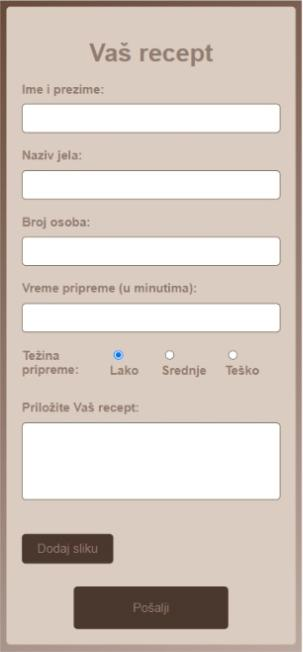 Vaš recept
Ime i prezime:
Naziv jela:
Broj osoba:
Vreme pripreme (u minutima):
Težina
pripreme:
Lako Srednje Teško
Priložite Vaš recept:
Dodaj sliku
Pošalji